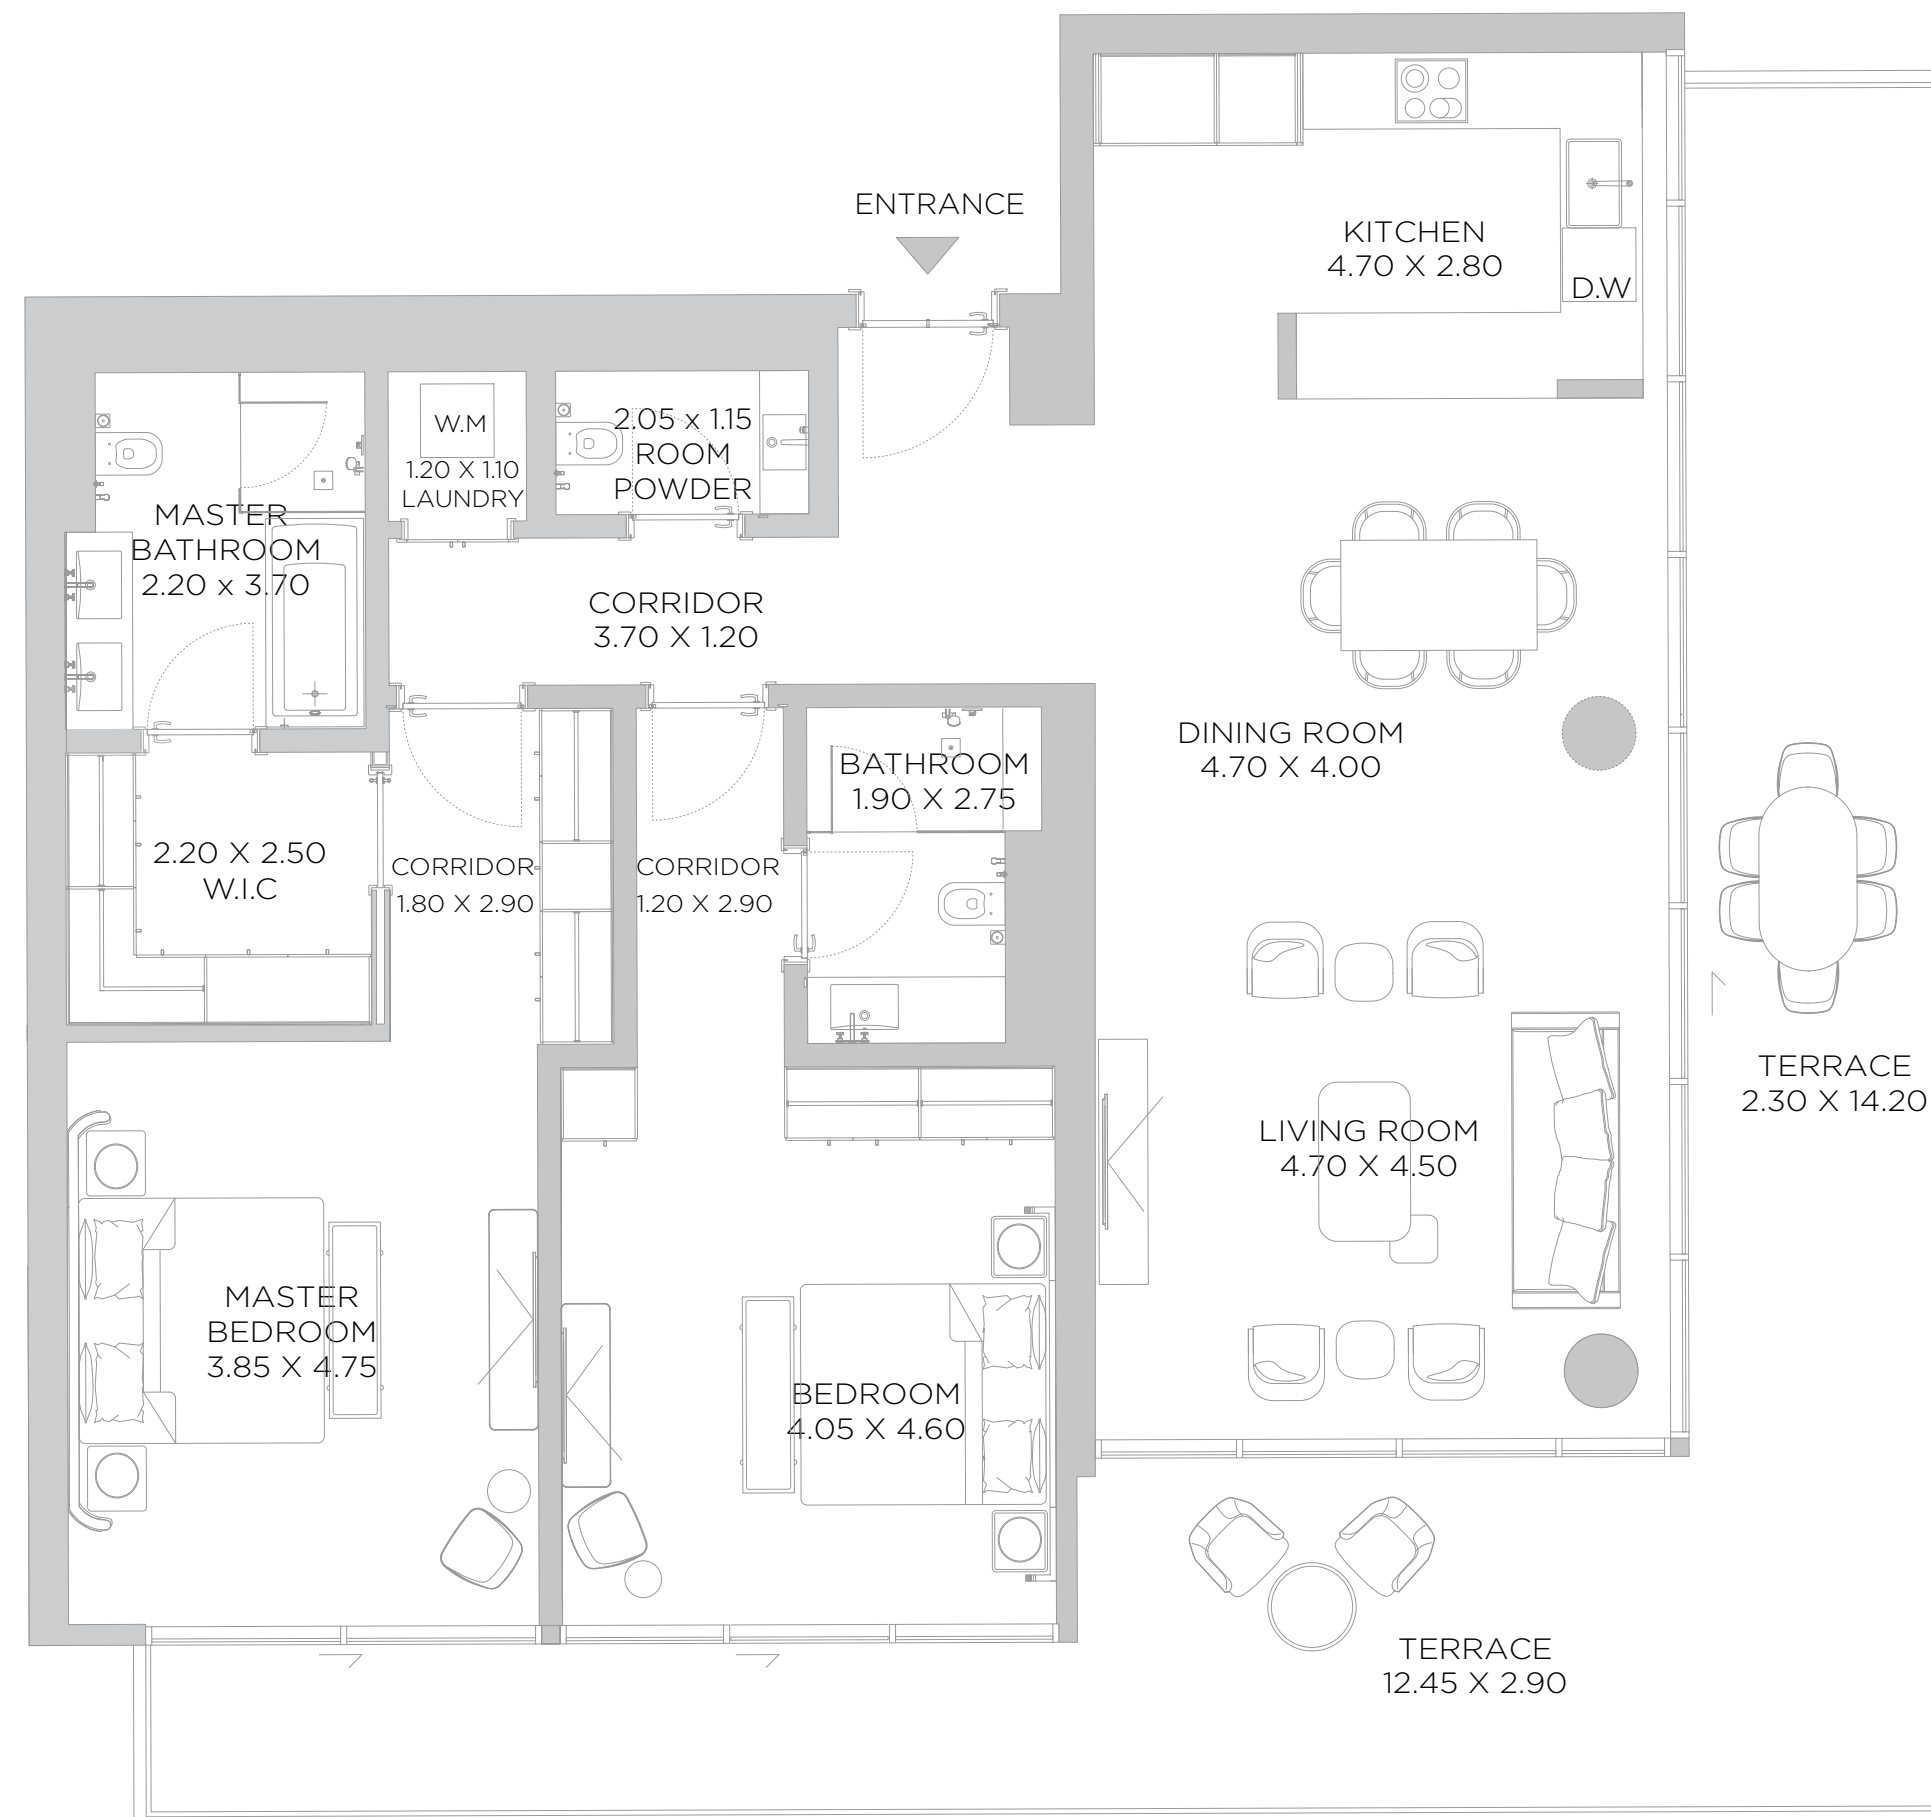 ENTRANCE
KITCHEN
4.70 X 2.80
D.W
W.M
1.20 X 1.10
LAUNDRY
2.05 x 1.15
ROOM
POWDER
MASTER
BATHROOM
2.20 x 3.70
CORRIDOR
3.70 X 1.20
DINING ROOM
4.70 X 4.00
BATHROOM
1.90 X 2.75
2.20 X 2.50
W.I.C
CORRIDOR
1.80 X 2.90
CORRIDOR
1.20 X 2.90
TERRACE
2.30 X 14.20
LIVING ROOM
4.70 X 4.50
MASTER
BEDROOM
3.85 X 4.75
BEDROOM
4.05 X 4.60
TERRACE
12.45 X 2.90